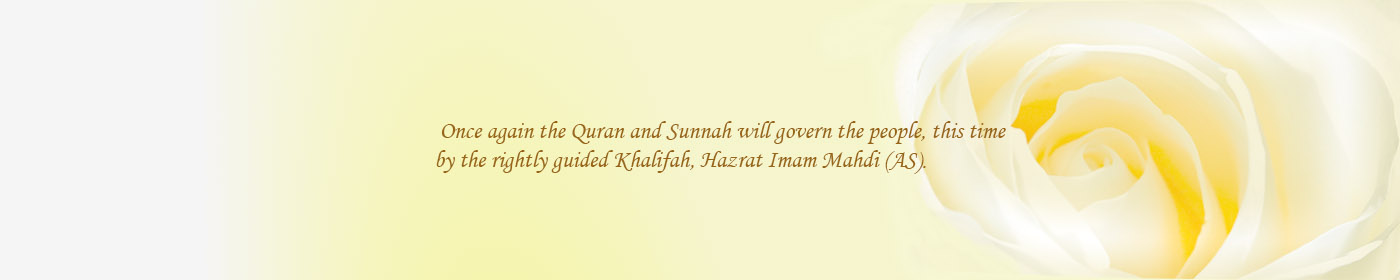 Once again the Quran and Sunnah will govern the people, this time
by the rightly guided Khalifah, Hazrat Imam Mahdi (AS).